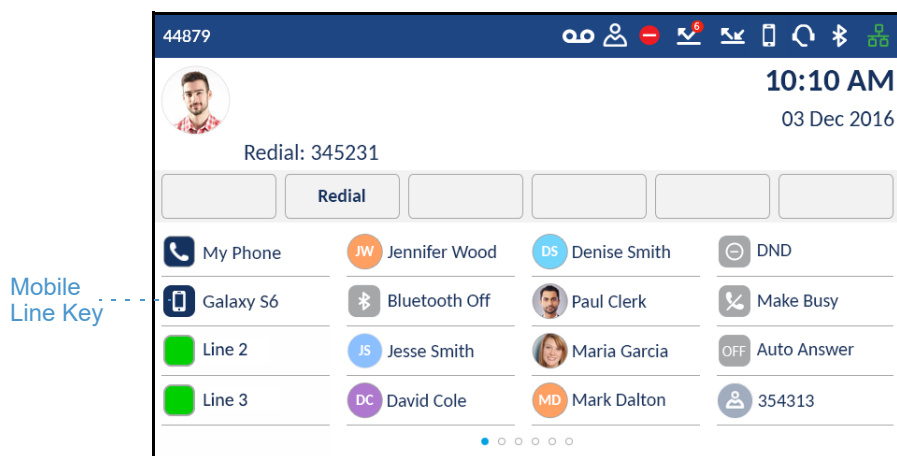 44879
6
10:10 AM
03 Dec 2016
Redial: 345231
Redial
My Phone
JW Jennifer Wood
DS Denise Smith
DND
Mobile
Line Key
Galaxy S6
Bluetooth Off
Paul Clerk
Make Busy
Line 2
JS Jesse Smith
Maria Garcia
OFF Auto Answer
Line 3
DC David Cole
MD Mark Dalton
354313